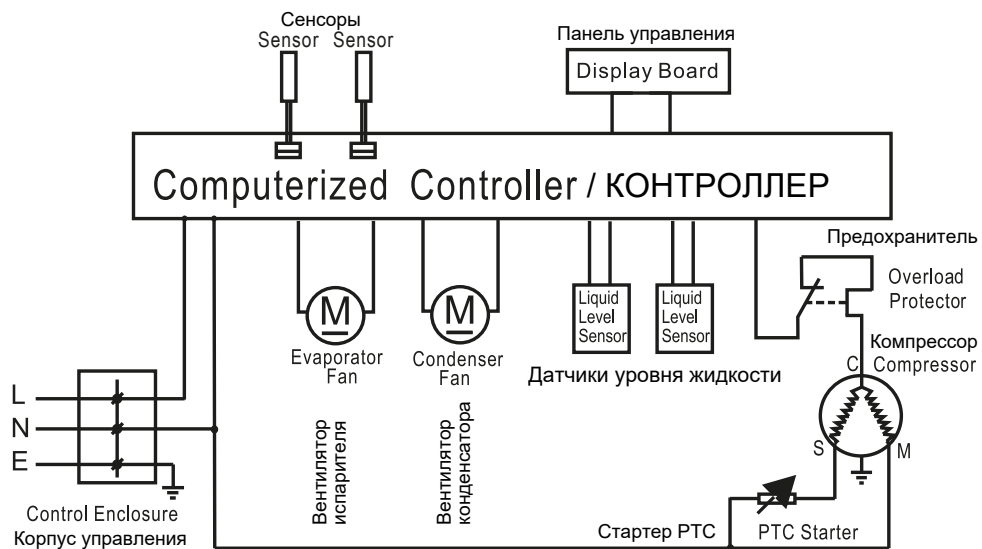 Сенсоры
Sensor Sensor
Панель управления
Display Board
Computerized Controller / КОНТРОЛЛЕР
Предохранитель
Overload
Protector
Liquid
Level
Sensor
Liquid
Level
Sensor
M
Evaporator
Fan
M
Condenser
Fan
Датчики уровня жидкости
Компрессор
C Compressor
S
M
L
N
E
Control Enclosure
Корпус управления
Вентилятор
испарителя
Вентилятор
конденсатора
Стартер РТС
PTC Starter